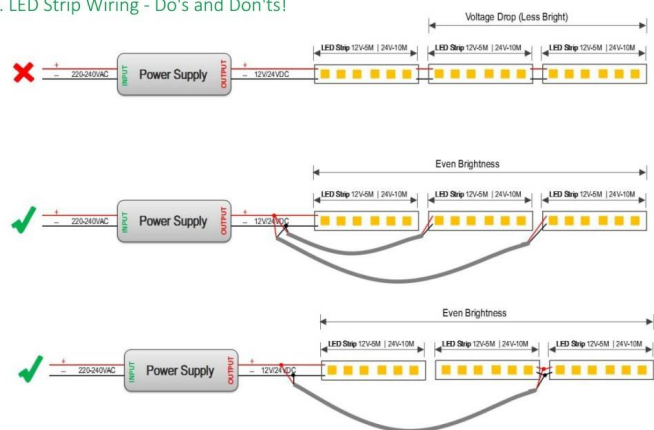 . LED Strip Wiring - Do's and Don'ts!
Voltage Drop (Less Bright)
LED Strip 12V-5M | 24V-10M
LED Strip 12V-5M | 24V-10M
LED Strip 12V-5M | 24V-10M
+
– 220-240VAC
INPUT
Power Supply
OUTPUT
+
– 12V/24VDC
Even Brightness
LED Strip 12V-5M | 24V-10M
LED Strip 12V-5M | 24V-10M
LED Strip 12V-5M | 24V-10M
+
– 220-240VAC
INPUT
Power Supply
OUTPUT
+
– 12V/24VDC
Even Brightness
LED Strip 12V-5M | 24V-10M
LED Strip 12V-5M | 24V-10M
LED Strip 12V-5M | 24V-10M
+
– 220-240VAC
INPUT
Power Supply
OUTPUT
+
– 12V/24VDC